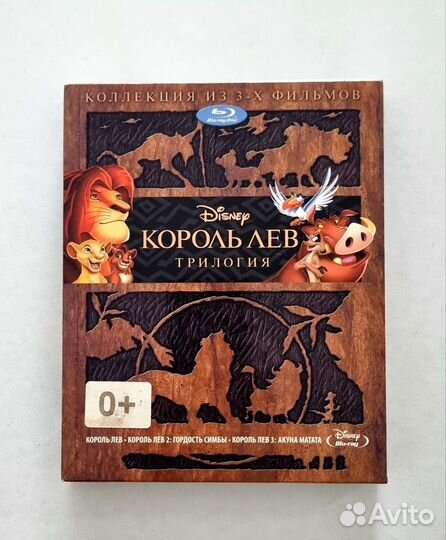 КОЛЛЕКЦИЯ ИЗ 3-Х ФИЛЬМОВ
Blu-ray Disc
Disney
КОРОЛЬ ЛЕВ
ТРИЛОГИЯ
0+
КОРОЛЬ ЛЕВ • КОРОЛЬ ЛЕВ 2: ГОРДОСТЬ СИМБЫ • КОРОЛЬ ЛЕВ 3: АКУНА МАТАТА
Disney
Blu-ray
Avito